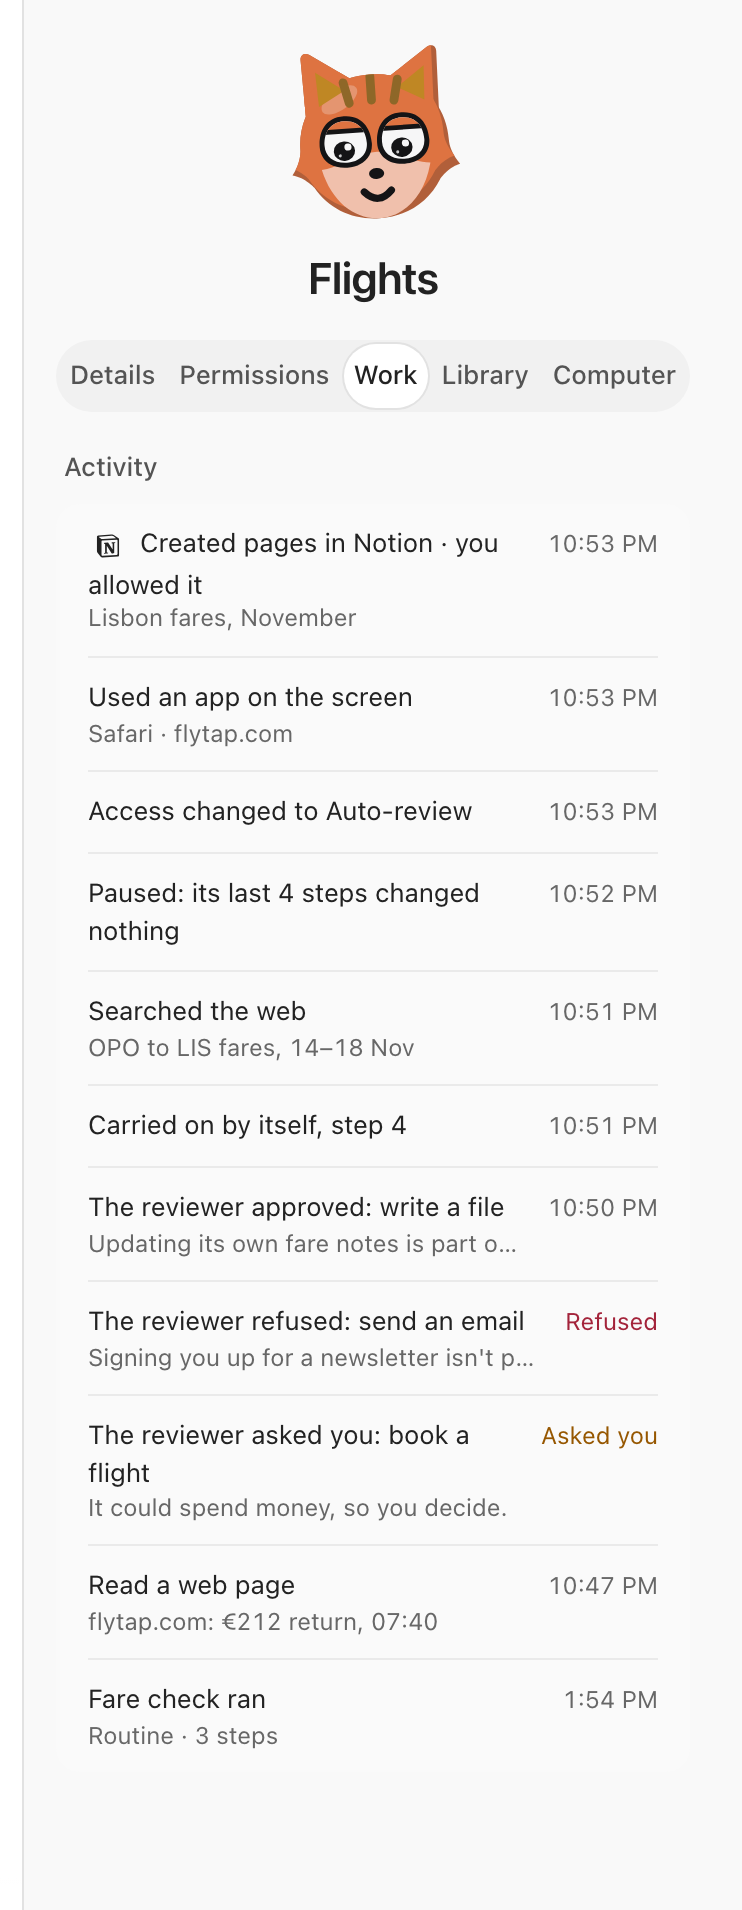 Flights
Details Permissions Work Library Computer
Activity
Created pages in Notion · you 10:53 PM
allowed it
Lisbon fares, November
Used an app on the screen 10:53 PM
Safari · flytap.com
Access changed to Auto-review 10:53 PM
Paused: its last 4 steps changed 10:52 PM
nothing
Searched the web 10:51 PM
OPO to LIS fares, 14–18 Nov
Carried on by itself, step 4 10:51 PM
The reviewer approved: write a file 10:50 PM
Updating its own fare notes is part o...
The reviewer refused: send an email Refused
Signing you up for a newsletter isn't p...
The reviewer asked you: book a Asked you
flight
It could spend money, so you decide.
Read a web page 10:47 PM
flytap.com: €212 return, 07:40
Fare check ran 1:54 PM
Routine · 3 steps